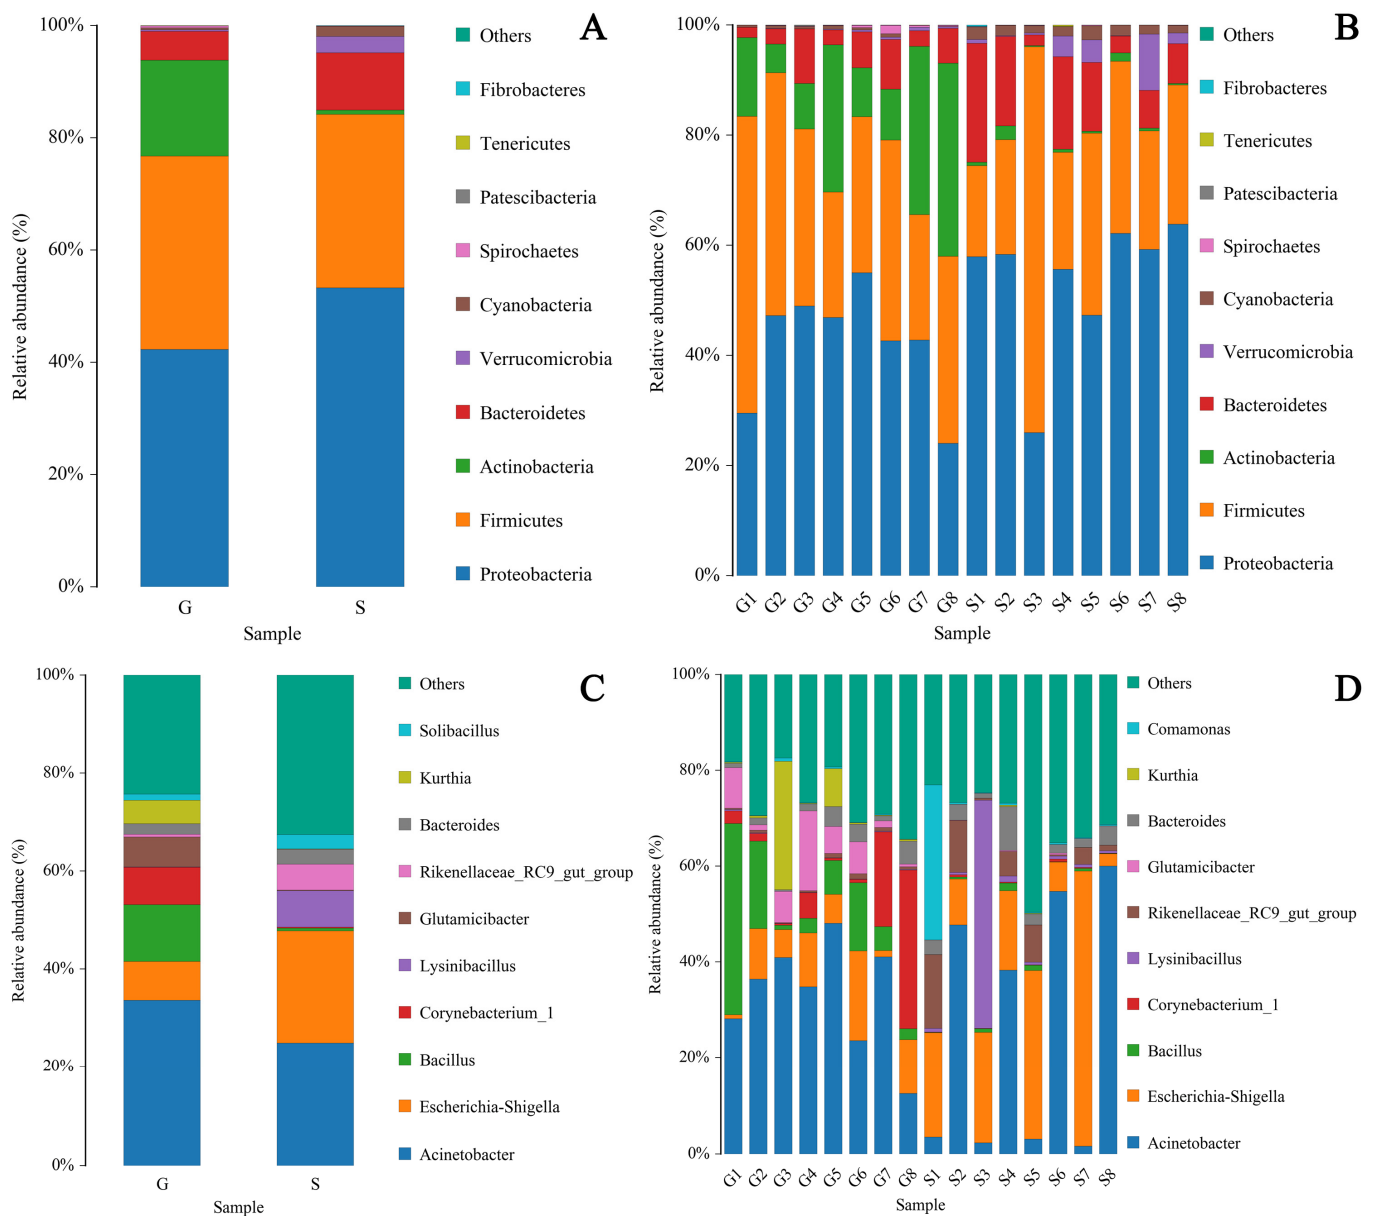 A
100%
80%
60%
40%
20%
0%
Relative abundance (%)
G
S
Sample
Others
Fibrobacteres
Tenericutes
Patescibacteria
Spirochaetes
Cyanobacteria
Verrucomicrobia
Bacteroidetes
Actinobacteria
Firmicutes
Proteobacteria
B
100%
80%
60%
40%
20%
0%
Relative abundance (%)
G1
G2
G3
G4
G5
G6
G7
G8
S1
S2
S3
S4
S5
S6
S7
S8
Sample
Others
Fibrobacteres
Tenericutes
Patescibacteria
Spirochaetes
Cyanobacteria
Verrucomicrobia
Bacteroidetes
Actinobacteria
Firmicutes
Proteobacteria
C
100%
80%
60%
40%
20%
0%
Relative abundance (%)
G
S
Sample
Others
Solibacillus
Kurthia
Bacteroides
Rikenellaceae_RC9_gut_group
Glutamicibacter
Lysinibacillus
Corynebacterium_1
Bacillus
Escherichia-Shigella
Acinetobacter
D
100%
80%
60%
40%
20%
0%
Relative abundance (%)
G1
G2
G3
G4
G5
G6
G7
G8
S1
S2
S3
S4
S5
S6
S7
S8
Sample
Others
Comamonas
Kurthia
Bacteroides
Glutamicibacter
Rikenellaceae_RC9_gut_group
Lysinibacillus
Corynebacterium_1
Bacillus
Escherichia-Shigella
Acinetobacter